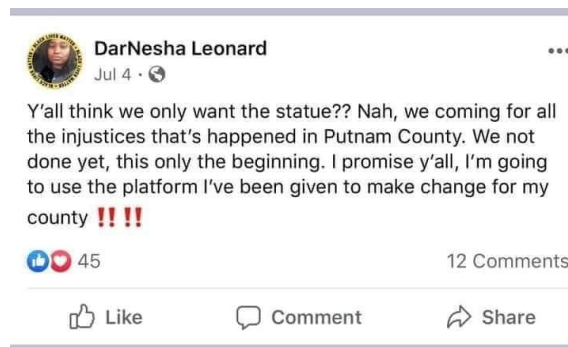 DarNesha Leonard
Jul 4 ·
Y'all think we only want the statue?? Nah, we coming for all
the injustices that's happened in Putnam County. We not
done yet, this only the beginning. I promise y'all, I'm going
to use the platform I've been given to make change for my
county ‼️ ‼️
45
12 Comments
Like
Comment
Share